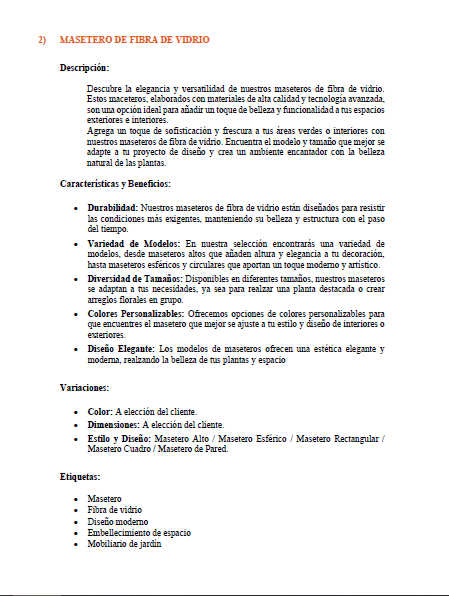 2) MASETERO DE FIBRA DE VIDRIO
Descripción:
Descubre la elegancia y versatilidad de nuestros maseteros de fibra de vidrio.
Estos maceteros, elaborados con materiales de alta calidad y tecnología avanzada,
son una opción ideal para añadir un toque de belleza y funcionalidad a tus espacios
exteriores e interiores.
Agrega un toque de sofisticación y frescura a tus áreas verdes o interiores con
nuestros maseteros de fibra de vidrio. Encuentra el modelo y tamaño que mejor se
adapte a tu proyecto de diseño y crea un ambiente encantador con la belleza
natural de las plantas.
Características y Beneficios:
• Durabilidad: Nuestros maseteros de fibra de vidrio están diseñados para resistir
las condiciones más exigentes, manteniendo su belleza y estructura con el paso
del tiempo.
• Variedad de Modelos: En nuestra selección encontrarás una variedad de
modelos, desde maseteros altos que añaden altura y elegancia a tu decoración,
hasta maseteros esféricos y circulares que aportan un toque moderno y artístico.
• Diversidad de Tamaños: Disponibles en diferentes tamaños, nuestros maseteros
se adaptan a tus necesidades, ya sea para realzar una planta destacada o crear
arreglos florales en grupo.
• Colores Personalizables: Ofrecemos opciones de colores personalizables para
que encuentres el masetero que mejor se ajuste a tu estilo y diseño de interiores o
exteriores.
• Diseño Elegante: Los modelos de maseteros ofrecen una estética elegante y
moderna, realzando la belleza de tus plantas y espacio
Variaciones:
• Color: A elección del cliente.
• Dimensiones: A elección del cliente.
• Estilo y Diseño: Masetero Alto / Masetero Esférico / Masetero Rectangular /
Masetero Cuadro / Masetero de Pared.
Etiquetas:
• Masetero
• Fibra de vidrio
• Diseño moderno
• Embellecimiento de espacio
• Mobiliario de jardín